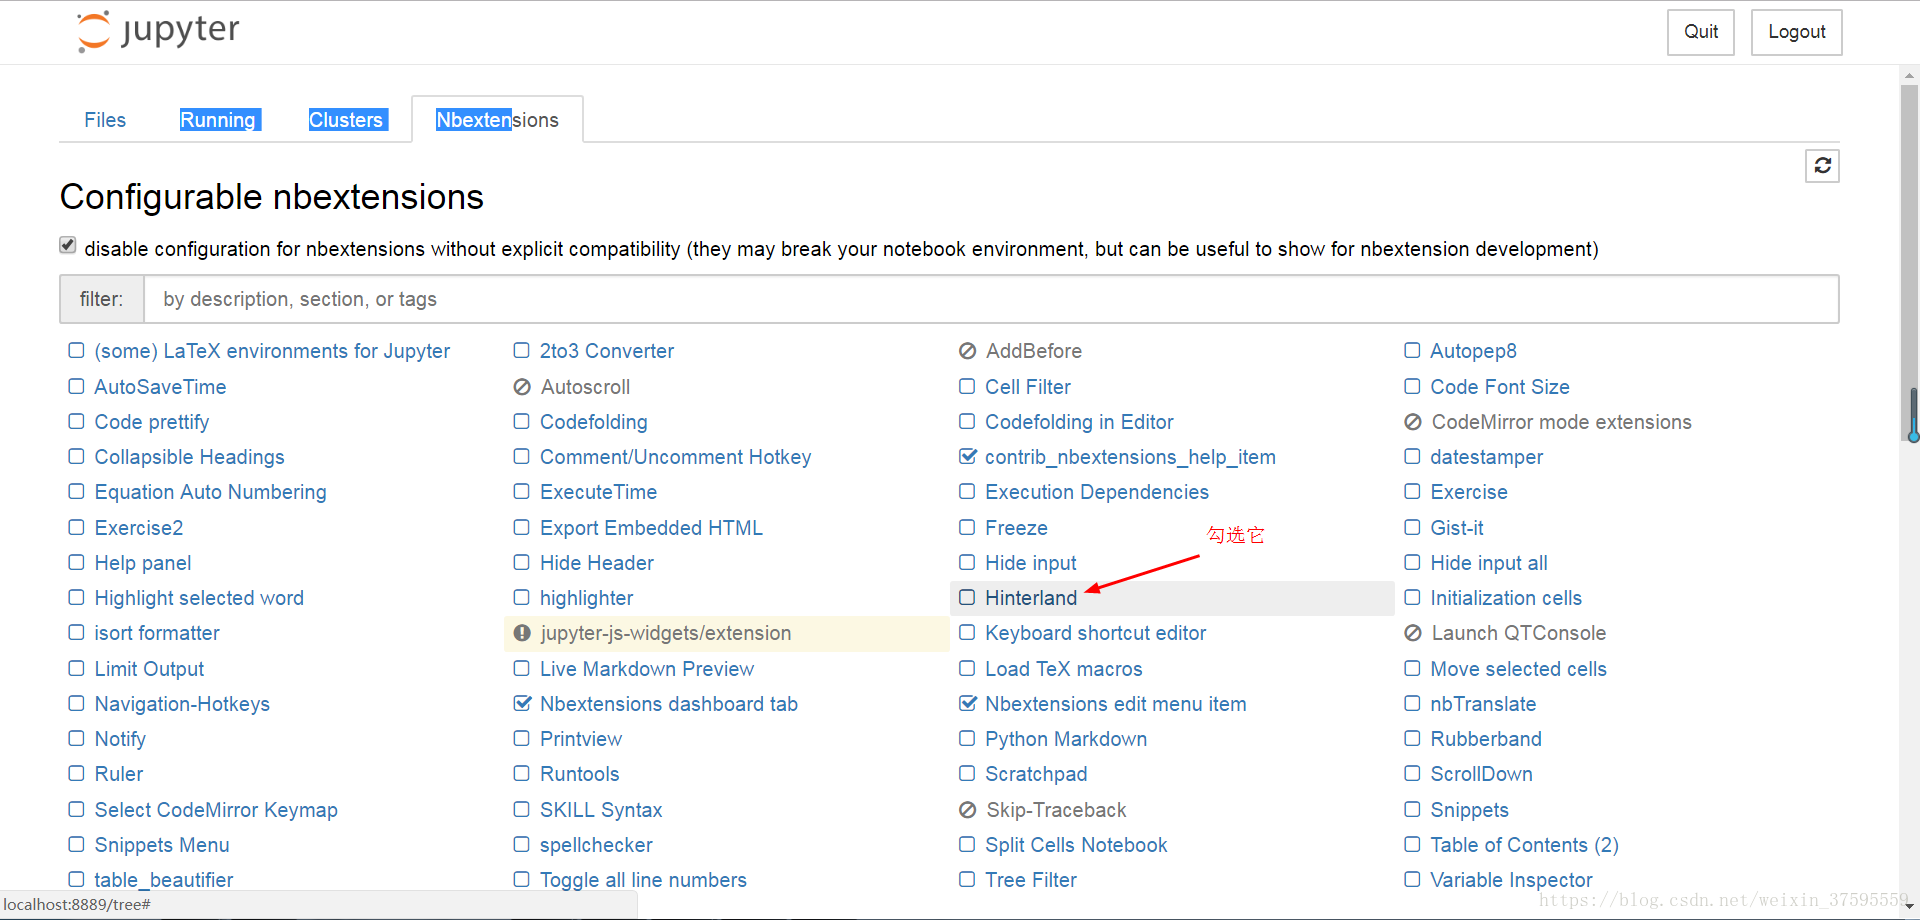 jupyter
Quit
Logout
Files
Running
Clusters
Nbextensions
Configurable nbextensions
disable configuration for nbextensions without explicit compatibility (they may break your notebook environment, but can be useful to show for nbextension development)
filter:
by description, section, or tags
(some) LaTeX environments for Jupyter
2to3 Converter
AddBefore
Autopep8
AutoSaveTime
Autoscroll
Cell Filter
Code Font Size
Code prettify
Codefolding
Codefolding in Editor
CodeMirror mode extensions
Collapsible Headings
Comment/Uncomment Hotkey
contrib_nbextensions_help_item
datestamper
Equation Auto Numbering
ExecuteTime
Execution Dependencies
Exercise
Exercise2
Export Embedded HTML
Freeze
勾选它
Gist-it
Help panel
Hide Header
Hide input
Hide input all
Highlight selected word
highlighter
Hinterland
Initialization cells
isort formatter
jupyter-js-widgets/extension
Keyboard shortcut editor
Launch QTConsole
Limit Output
Live Markdown Preview
Load TeX macros
Move selected cells
Navigation-Hotkeys
Nbextensions dashboard tab
Nbextensions edit menu item
nbTranslate
Notify
Printview
Python Markdown
Rubberband
Ruler
Runtools
Scratchpad
ScrollDown
Select CodeMirror Keymap
SKILL Syntax
Skip-Traceback
Snippets
Snippets Menu
spellchecker
Split Cells Notebook
Table of Contents (2)
table_beautifier
Toggle all line numbers
Tree Filter
Variable Inspector
localhost:8889/tree#
https://blog.csdn.net/weixin_37595559